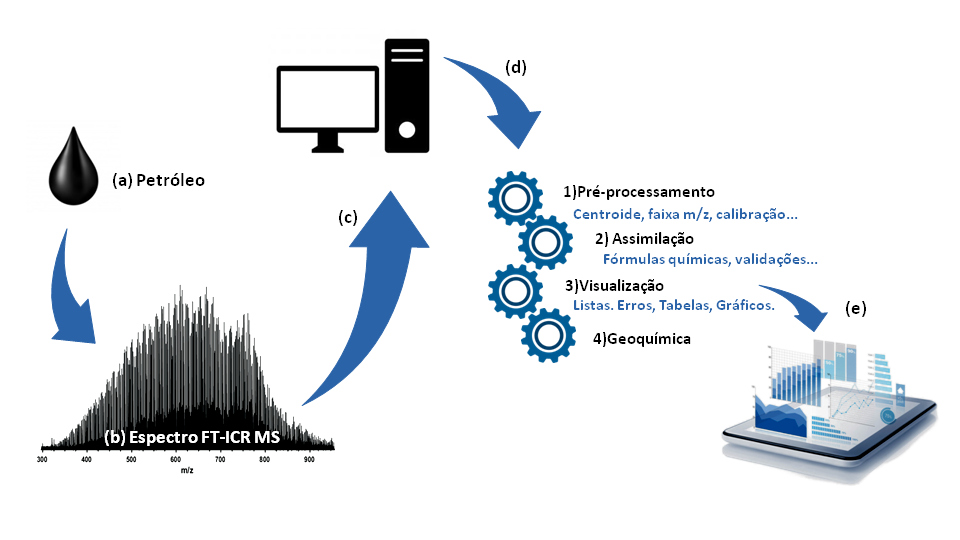 (d)
(a) Petróleo
1)Pré-processamento
Centroide, faixa m/z, calibração...
(c)
2) Assimilação
Fórmulas químicas, validações...
3)Visualização
Listas. Erros, Tabelas, Gráficos.
(e)
4)Geoquímica
(b) Espectro FT-ICR MS
300 400 500 600 700 800 900
m/z